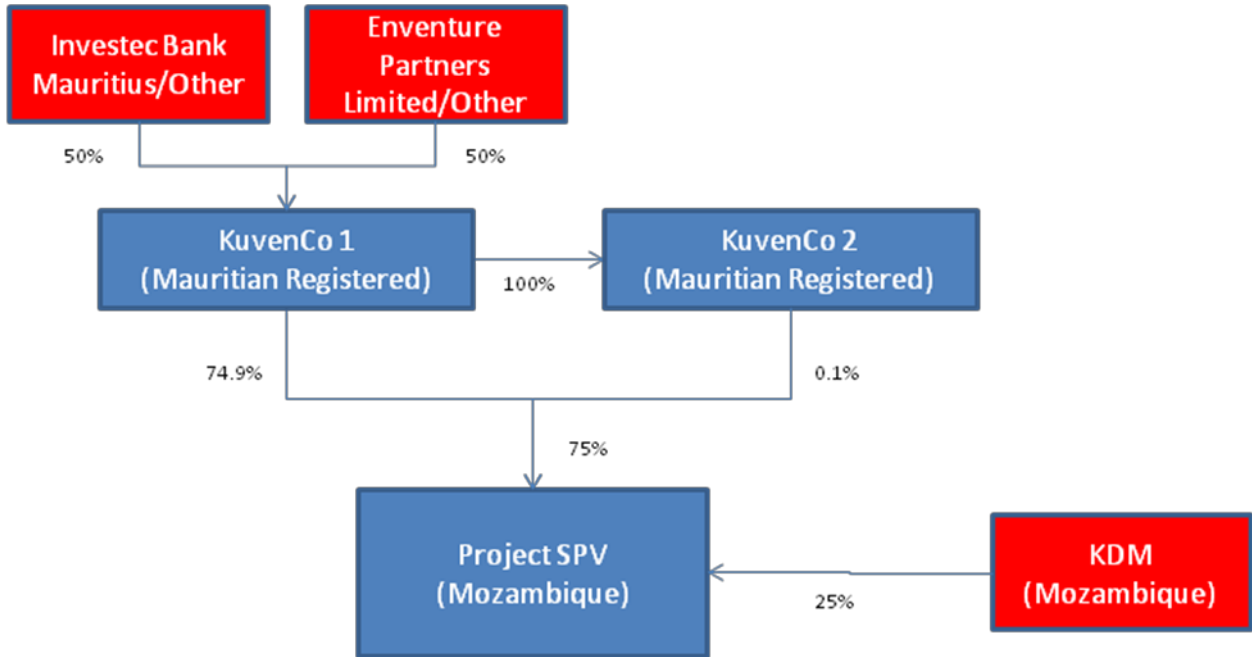 Investec Bank
Mauritius/Other
Enventure
Partners
Limited/Other
50%
50%
KuvenCo 1
(Mauritian Registered)
100%
KuvenCo 2
(Mauritian Registered)
74.9%
0.1%
75%
Project SPV
(Mozambique)
25%
KDM
(Mozambique)